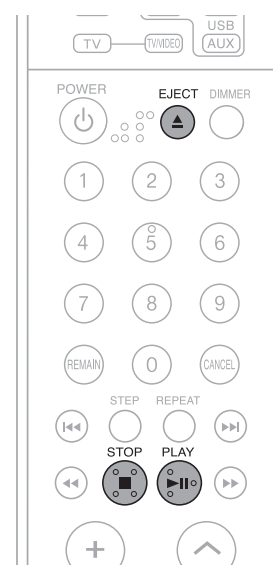 USB
TV TV/VIDEO AUX
POWER EJECT DIMMER
1 2 3
4 5 6
7 8 9
REMAIN 0 CANCEL
STEP REPEAT
STOP PLAY
+